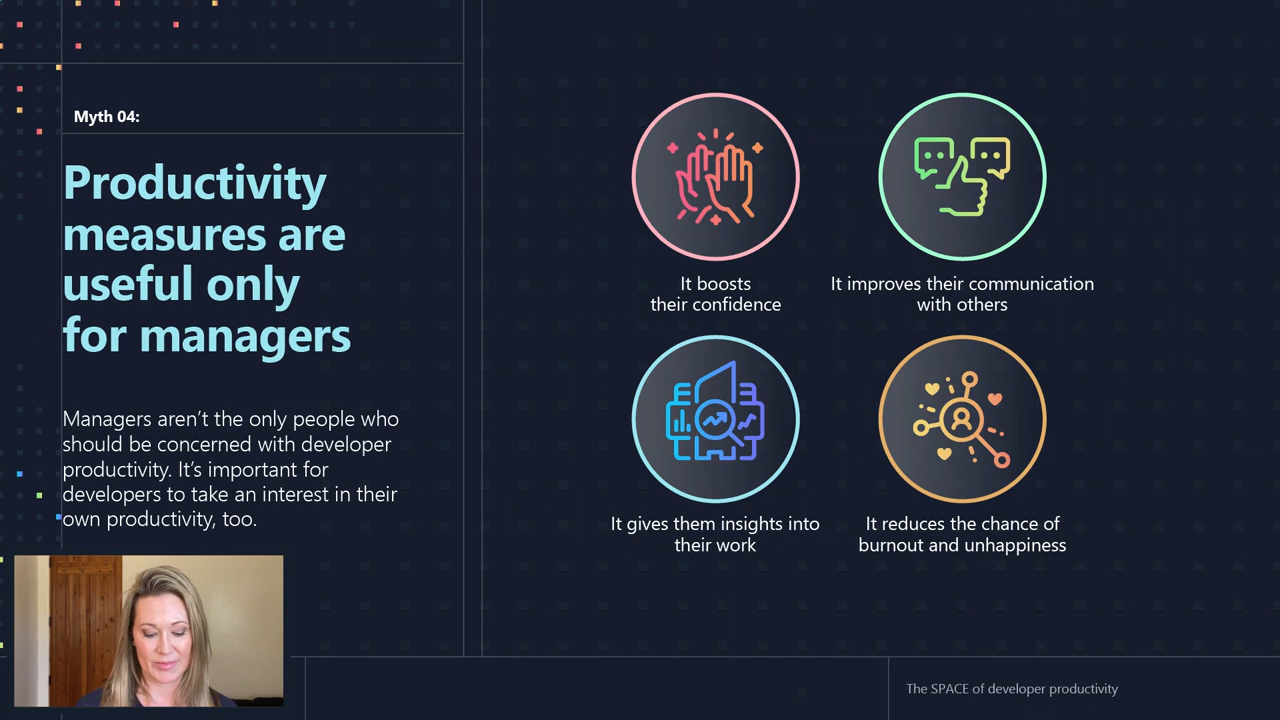 Myth 04:
Productivity
measures are
useful only
for managers
Managers aren’t the only people who
should be concerned with developer
productivity. It’s important for
developers to take an interest in their
own productivity, too.
It boosts
their confidence
It improves their communication
with others
It gives them insights into
their work
It reduces the chance of
burnout and unhappiness
The SPACE of developer productivity